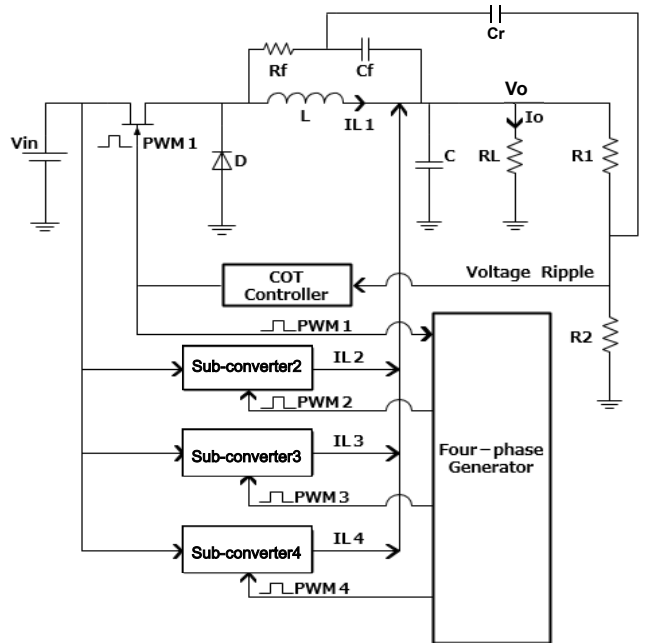 Cr
Rf
Cf
L
IL1
Vo
Io
Vin
PWM1
D
C
RL
R1
COT
Controller
Voltage Ripple
PWM1
R2
Sub-converter2
IL2
PWM2
Sub-converter3
IL3
PWM3
Four-phase
Generator
Sub-converter4
IL4
PWM4